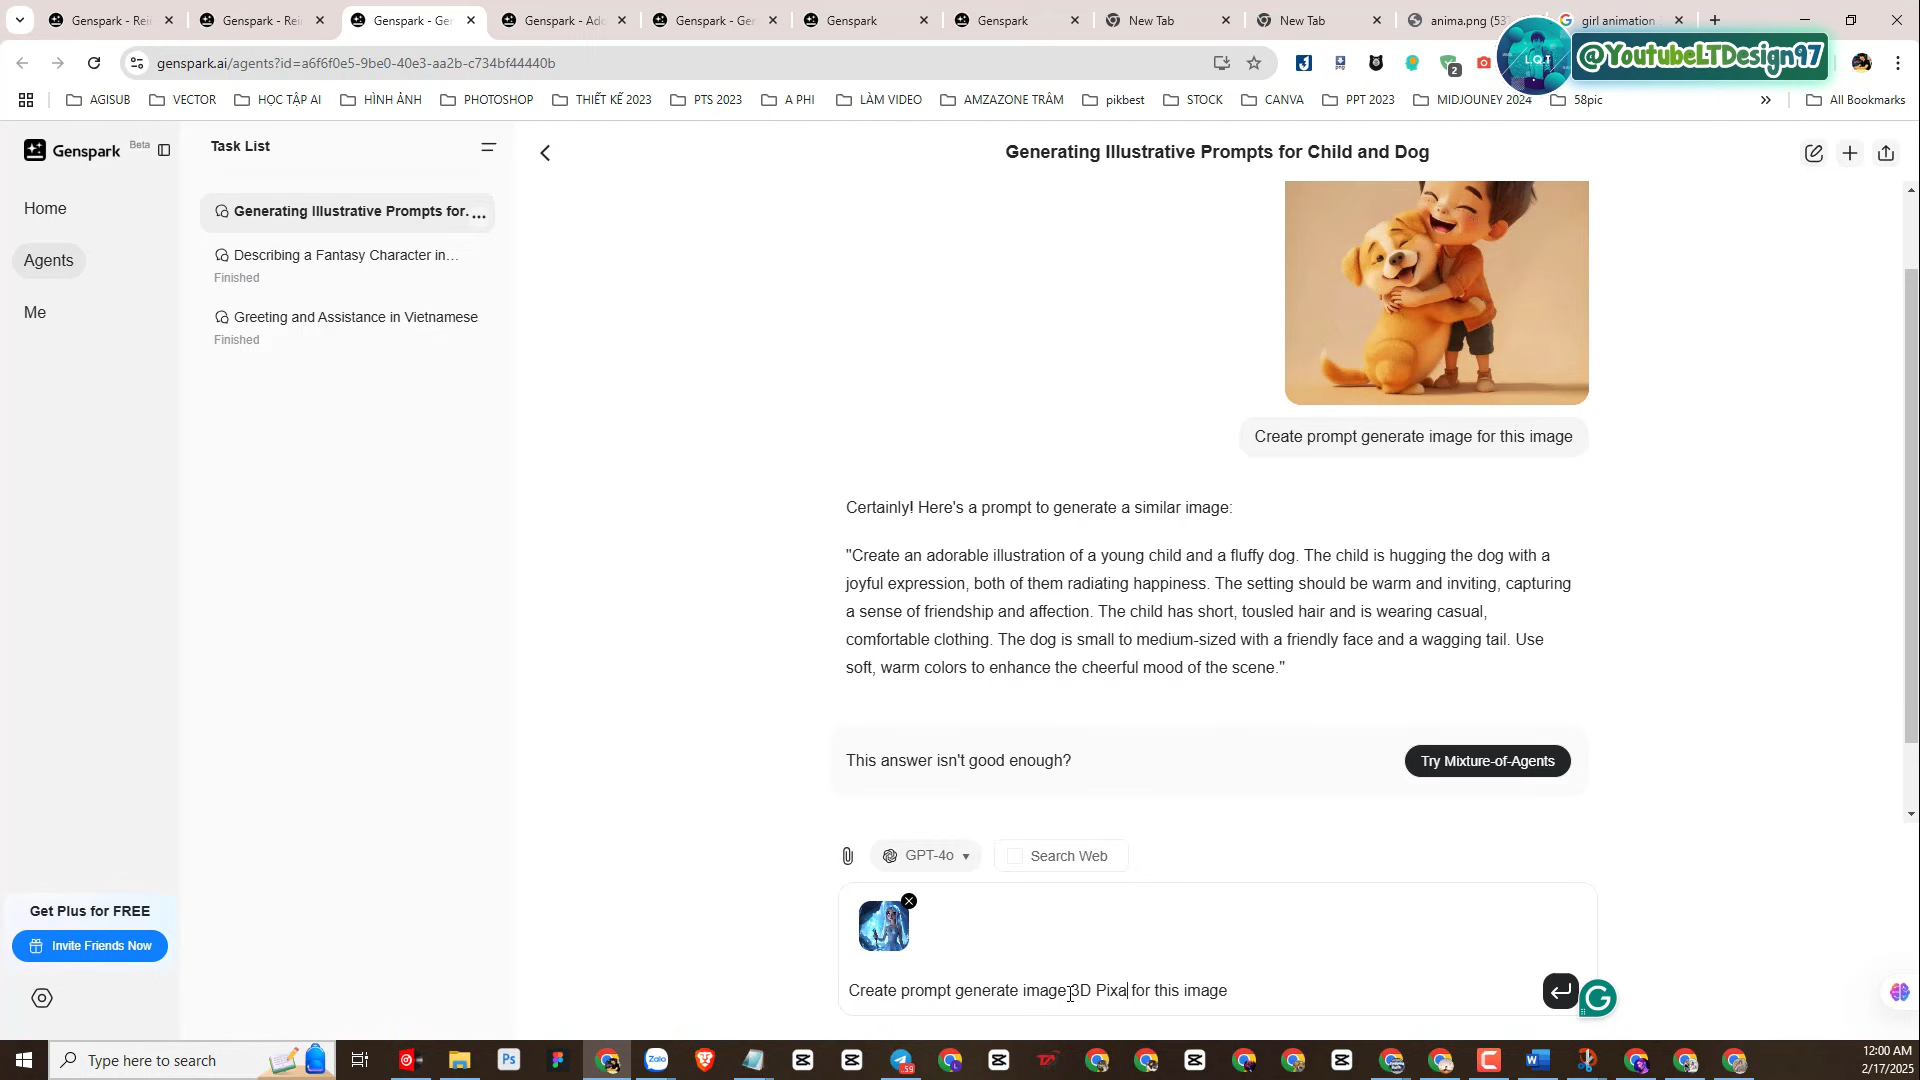 Genspark - Rei
Genspark - Rei
Genspark - Ge
Genspark - Ad
Genspark - Ge
Genspark
Genspark
New Tab
New Tab
anima.png (53
girl animation
genspark.ai/agents?id=a6f6f0e5-9be0-40e3-aa2b-c734bf44440b
2
L.Q.T
@YoutubeLTDesign97
AGISUB
VECTOR
HỌC TẬP AI
HÌNH ẢNH
PHOTOSHOP
THIẾT KẾ 2023
PTS 2023
A PHI
LÀM VIDEO
AMZAZONE TRÂM
pikbest
STOCK
CANVA
PPT 2023
MIDJOUNEY 2024
58pic
All Bookmarks
Genspark
Beta
Task List
Generating Illustrative Prompts for Child and Dog
Home
Agents
Me
Generating Illustrative Prompts for. ...
Describing a Fantasy Character in...
Finished
Greeting and Assistance in Vietnamese
Finished
Create prompt generate image for this image
Certainly! Here's a prompt to generate a similar image:
"Create an adorable illustration of a young child and a fluffy dog. The child is hugging the dog with a
joyful expression, both of them radiating happiness. The setting should be warm and inviting, capturing
a sense of friendship and affection. The child has short, tousled hair and is wearing casual,
comfortable clothing. The dog is small to medium-sized with a friendly face and a wagging tail. Use
soft, warm colors to enhance the cheerful mood of the scene."
This answer isn't good enough?
Try Mixture-of-Agents
GPT-4o
Search Web
Create prompt generate image 3D Pixa for this image
Get Plus for FREE
Invite Friends Now
Type here to search
Ps
Zalo
59
12:00 AM
2/17/2025